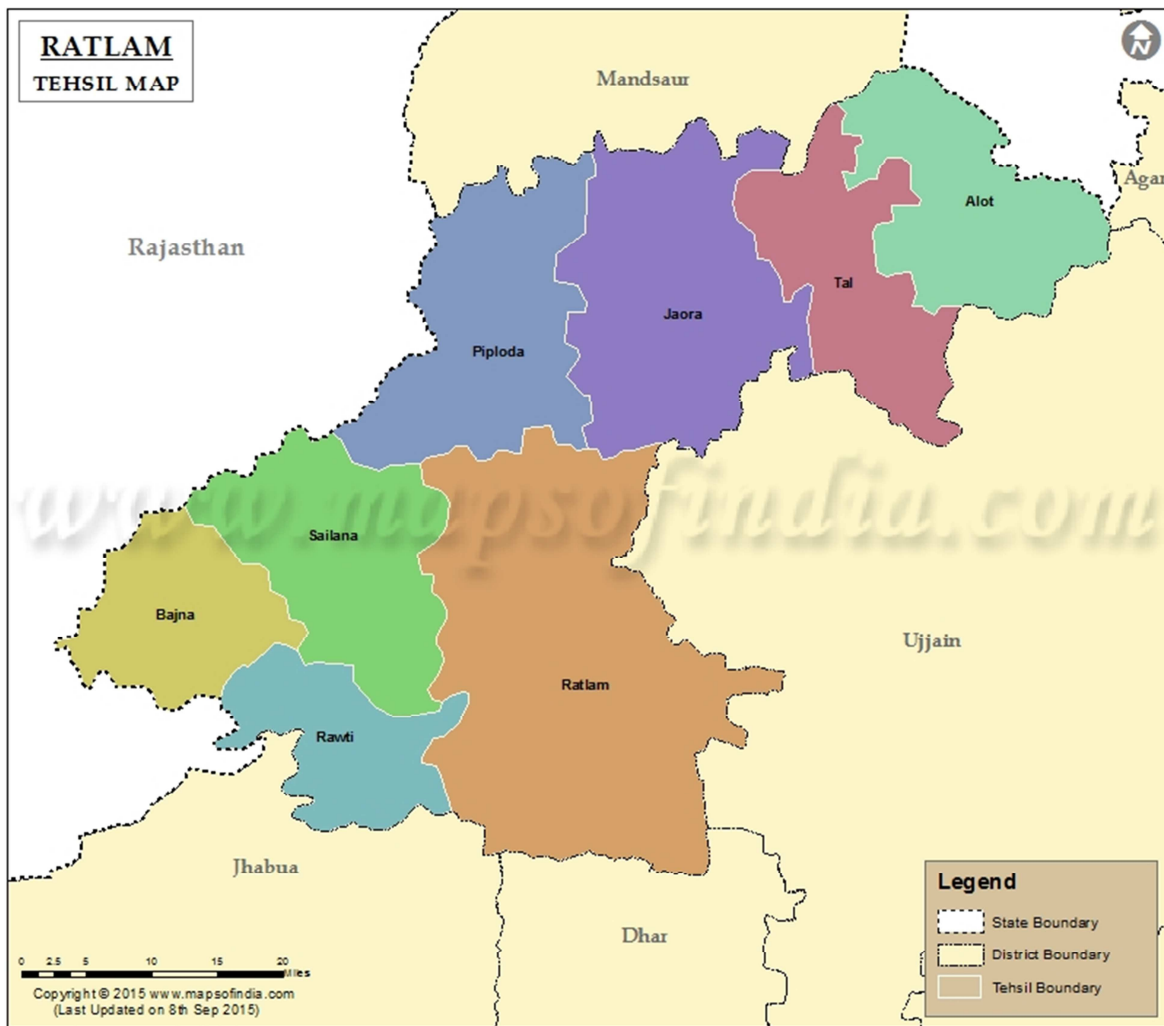 RATLAM
TEHSIL MAP
N
Mandsaur
Agar
Alot
Rajasthan
Tal
Jaora
Piploda
www.mapsofindia.com
Sailana
Bajna
Ujjain
Ratlam
Rawti
Jhabua
Dhar
Legend
State Boundary
District Boundary
Tehsil Boundary
0 2.5 5 10 15 20
Miles
Copyright © 2015 www.mapsofindia.com
(Last Updated on 8th Sep 2015)